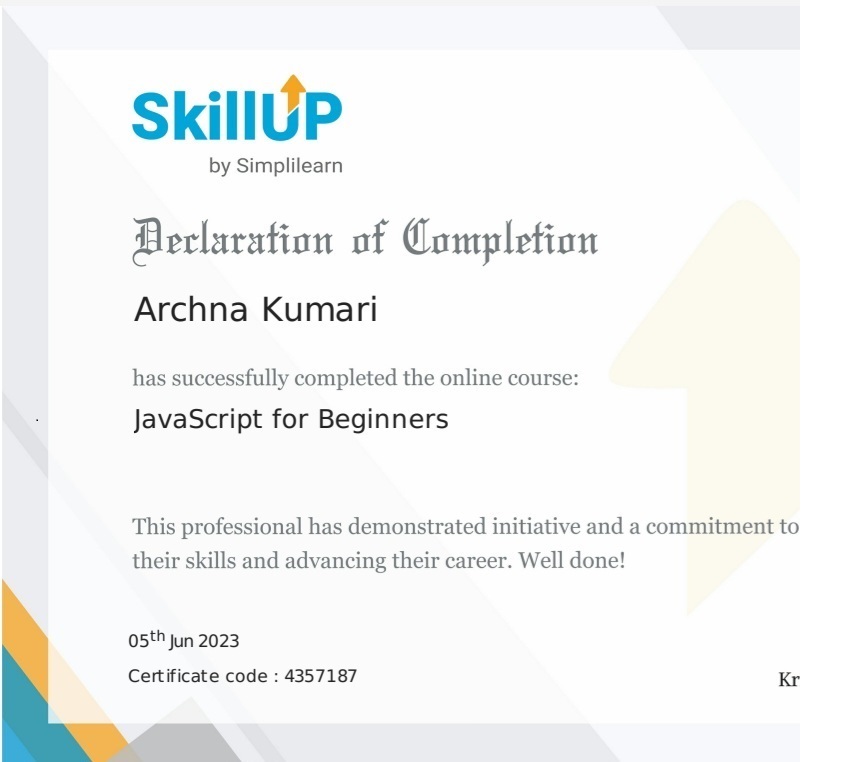 SkillUP
by Simplilearn
Declaration of Completion
Archna Kumari
has successfully completed the online course:
JavaScript for Beginners
This professional has demonstrated initiative and a commitment to
their skills and advancing their career. Well done!
05th Jun 2023
Certificate code : 4357187
Kr